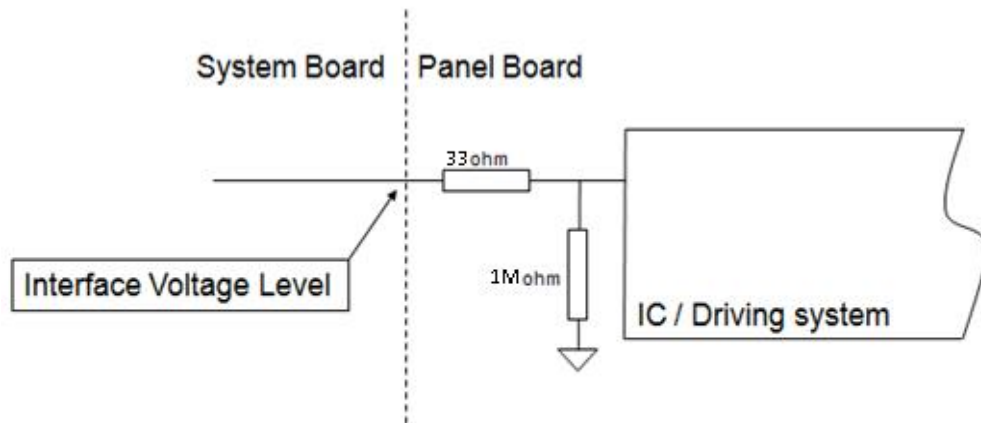 System Board
Panel Board
33ohm
Interface Voltage Level
1Mohm
IC / Driving system